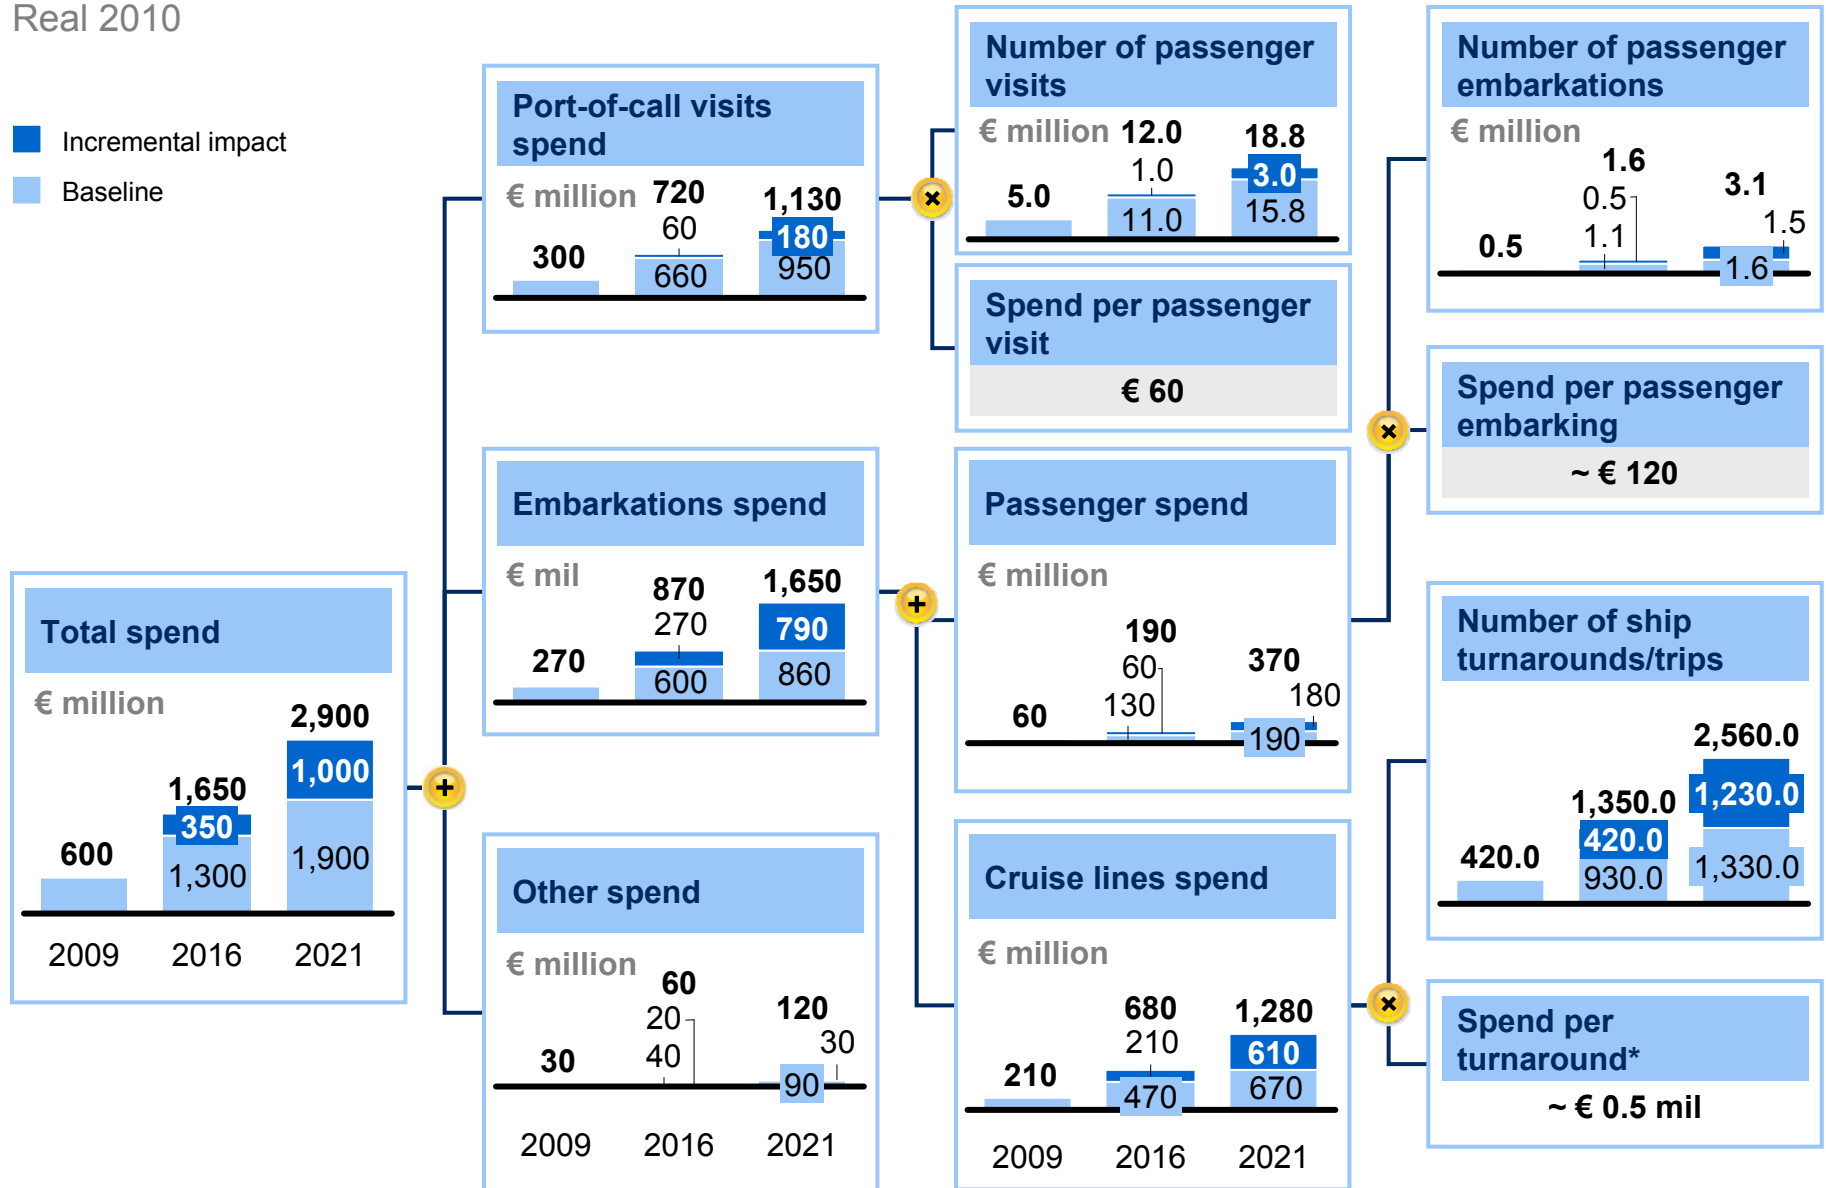 Real 2010
Incremental impact
Baseline
Total spend
€ million
600
1,650
350
1,300
2,900
1,000
1,900
2009 2016 2021
Port-of-call visits
spend
€ million
300
720
60
660
1,130
180
950
Embarkations spend
€ mil
270
870
270
600
1,650
790
860
Other spend
€ million
30
60
20
40
120
30
90
2009 2016 2021
Number of passenger
visits
€ million
5.0
12.0
1.0
11.0
18.8
3.0
15.8
Spend per passenger
visit
€ 60
Passenger spend
€ million
60
190
60
130
370
180
190
Cruise lines spend
€ million
210
680
210
470
1,280
610
670
2009 2016 2021
Number of passenger
embarkations
€ million
0.5
1.6
0.5
1.1
3.1
1.5
1.6
Spend per passenger
embarking
~ € 120
Number of ship
turnarounds/trips
420.0
1,350.0
420.0
930.0
2,560.0
1,230.0
1,330.0
Spend per
turnaround*
~ € 0.5 mil